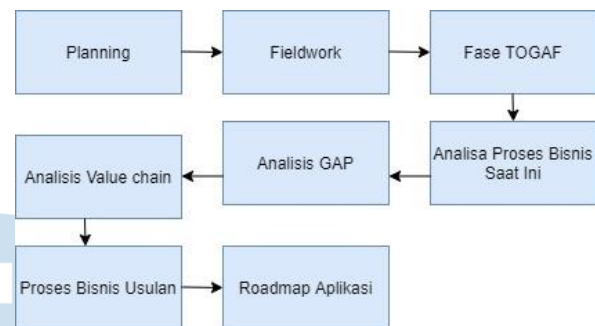 Planning
Fieldwork
Fase TOGAF
Analisa Proses Bisnis
Saat Ini
Analisis GAP
Analisis Value chain
Proses Bisnis Usulan
Roadmap Aplikasi